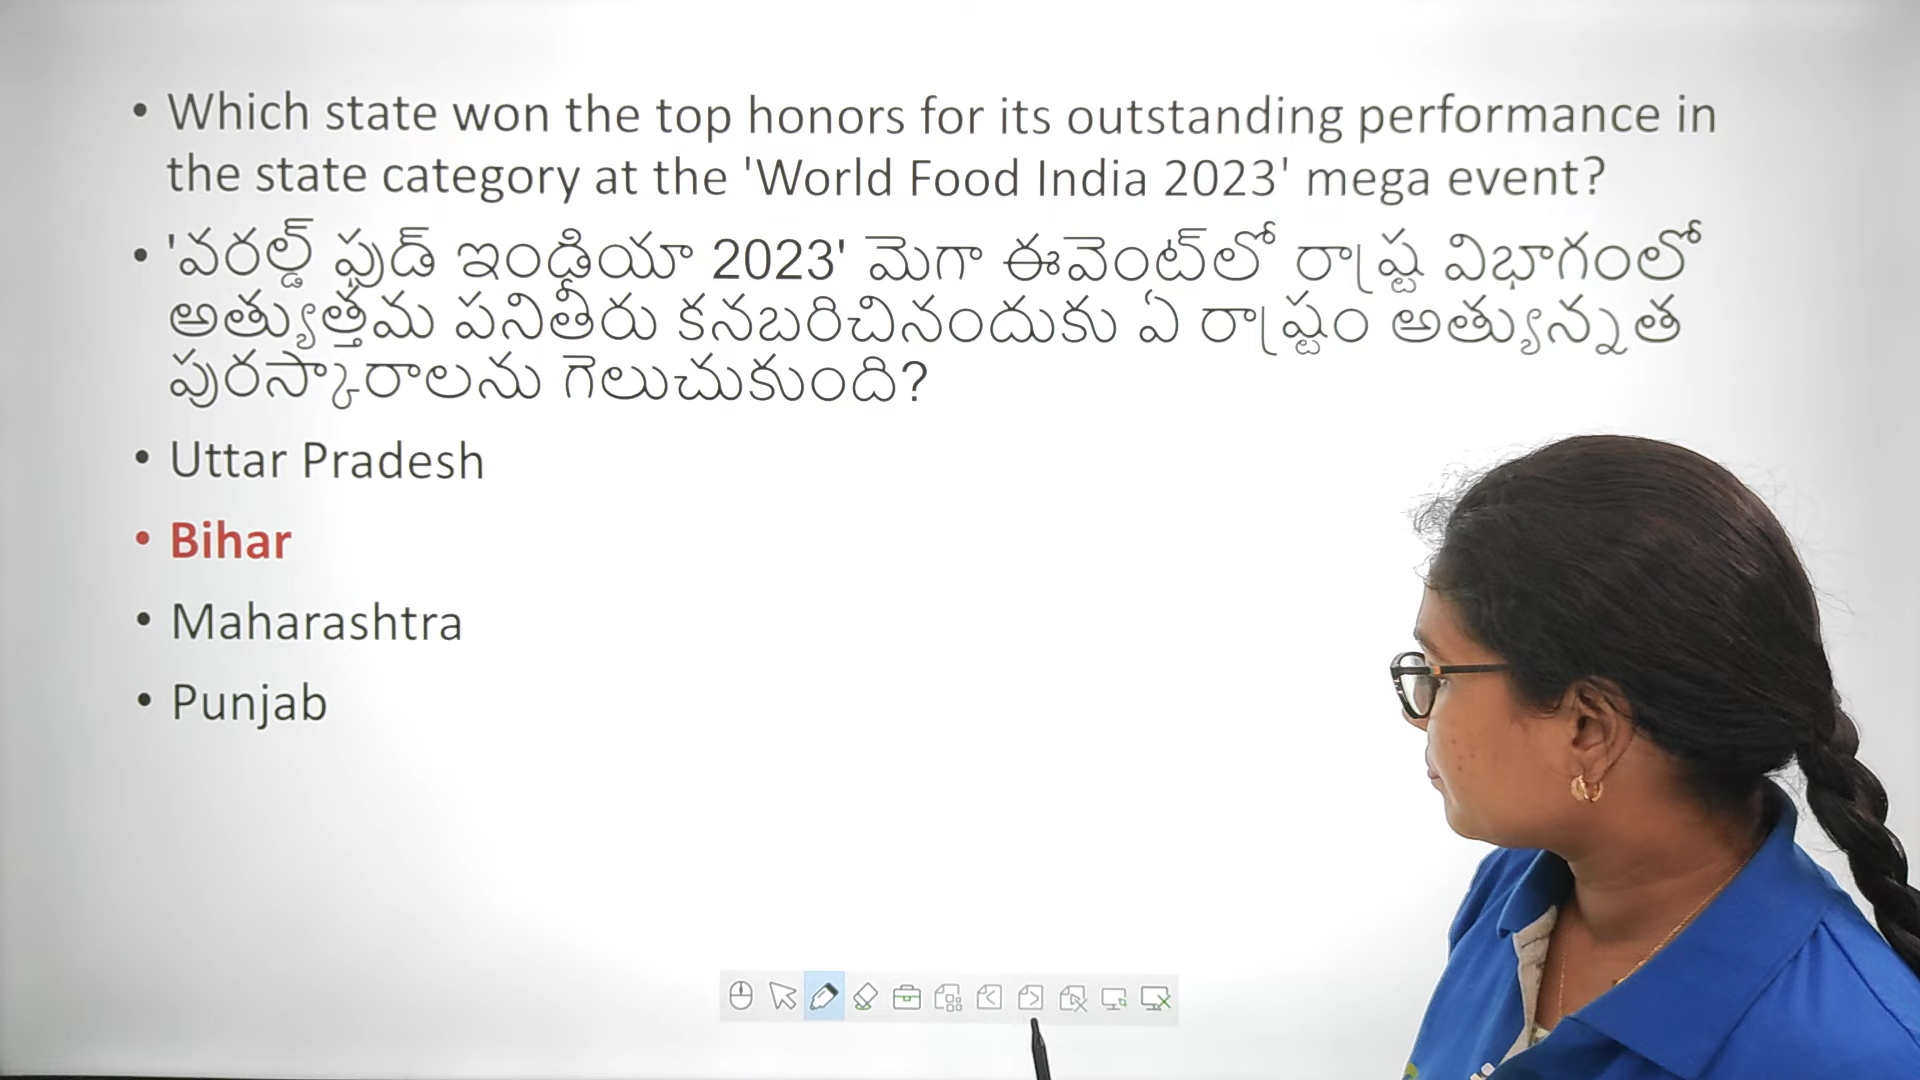 • Which state won the top honors for its outstanding performance in
the state category at the 'World Food India 2023' mega event?
• 'వరల్డ్ ఫుడ్ ఇండియా 2023' మెగా ఈవెంట్‌లో రాష్ట్ర విభాగంలో
అత్యుత్తమ పనితీరు కనబరిచినందుకు ఏ రాష్ట్రం అత్యున్నత
పురస్కారాలను గెలుచుకుంది?
• Uttar Pradesh
• Bihar
• Maharashtra
• Punjab